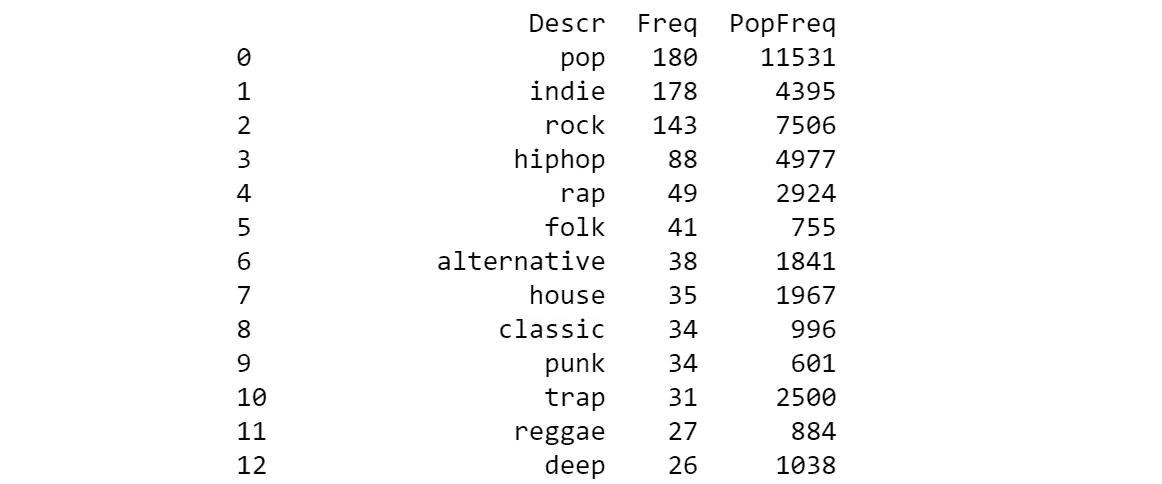 Descr Freq PopFreq
0 pop 180 11531
1 indie 178 4395
2 rock 143 7506
3 hiphop 88 4977
4 rap 49 2924
5 folk 41 755
6 alternative 38 1841
7 house 35 1967
8 classic 34 996
9 punk 34 601
10 trap 31 2500
11 reggae 27 884
12 deep 26 1038